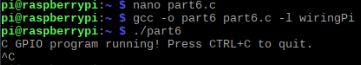 pi@raspberrypi:~ $ nano part6.c
pi@raspberrypi:~ $ gcc -o part6 part6.c -l wiringPi
pi@raspberrypi:~ $ ./part6
C GPIO program running! Press CTRL+C to quit.
^C